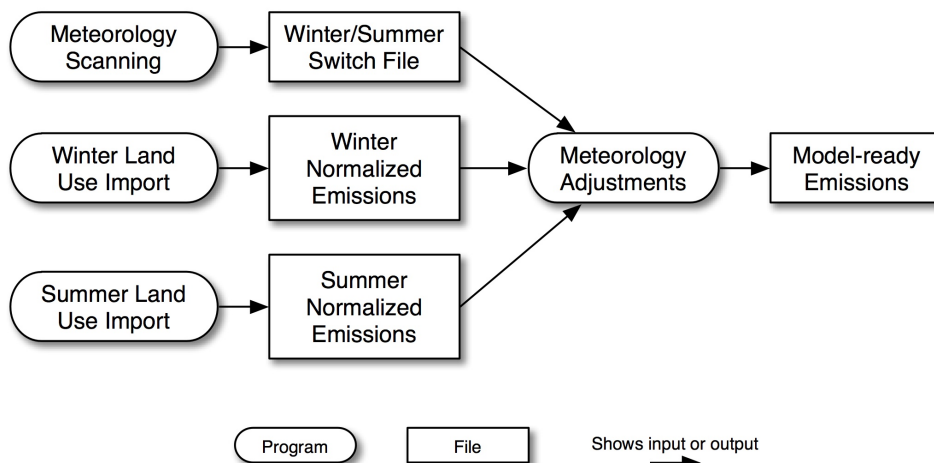 Meteorology
Scanning
Winter/Summer
Switch File
Winter Land
Use Import
Winter
Normalized
Emissions
Meteorology
Adjustments
Model-ready
Emissions
Summer Land
Use Import
Summer
Normalized
Emissions
Program
File
Shows input or output